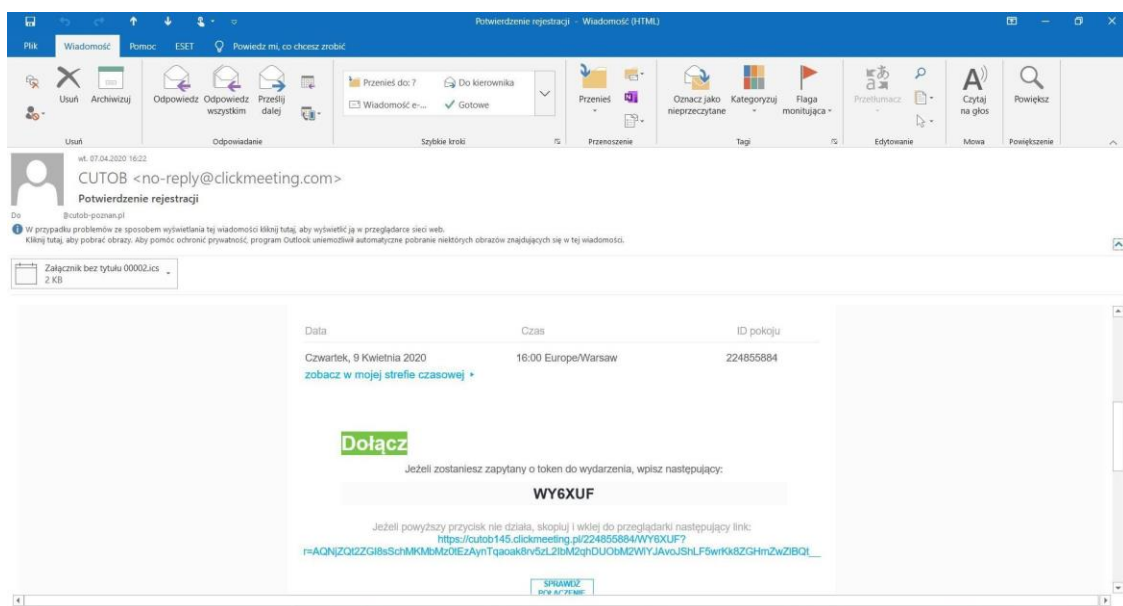 Potwierdzenie rejestracji - Wiadomość (HTML)
Plik Wiadomość Pomoc ESET Powiedz mi, co chcesz zrobić
Usuń Archiwizuj
Usuń
Odpowiedz Odpowiedz wszystkim Prześlij dalej
Odpowiadanie
Przenieś do: ? Do kierownika
Wiadomość e-... Gotowe
Szybkie kroki
Przenieś
Przenoszenie
Oznacz jako nieprzeczytane Kategoryzuj Flaga monitująca
Tagi
Przetłumacz
Edytowanie
Czytaj na głos
Mowa
Powiększ
Powiększenie
wt. 07.04.2020 16:22
CUTOB <no-reply@clickmeeting.com>
Potwierdzenie rejestracji
Do @cutob-poznan.pl
W przypadku problemów ze sposobem wyświetlania tej wiadomości kliknij tutaj, aby wyświetlić ją w przeglądarce sieci web.
Kliknij tutaj, aby pobrać obrazy. Aby pomóc ochronić prywatność, program Outlook uniemożliwił automatyczne pobranie niektórych obrazów znajdujących się w tej wiadomości.
Załącznik bez tytułu 00002.ics
2 KB
Data Czas ID pokoju
Czwartek, 9 Kwietnia 2020 16:00 Europe/Warsaw 224855884
zobacz w mojej strefie czasowej
Dołącz
Jeżeli zostaniesz zapytany o token do wydarzenia, wpisz następujący:
WY6XUF
Jeżeli powyższy przycisk nie działa, skopiuj i wklej do przeglądarki następujący link:
https://cutob145.clickmeeting.pl/224855884/WY6XUF?
SPRAWDŹ
POŁĄCZENIE